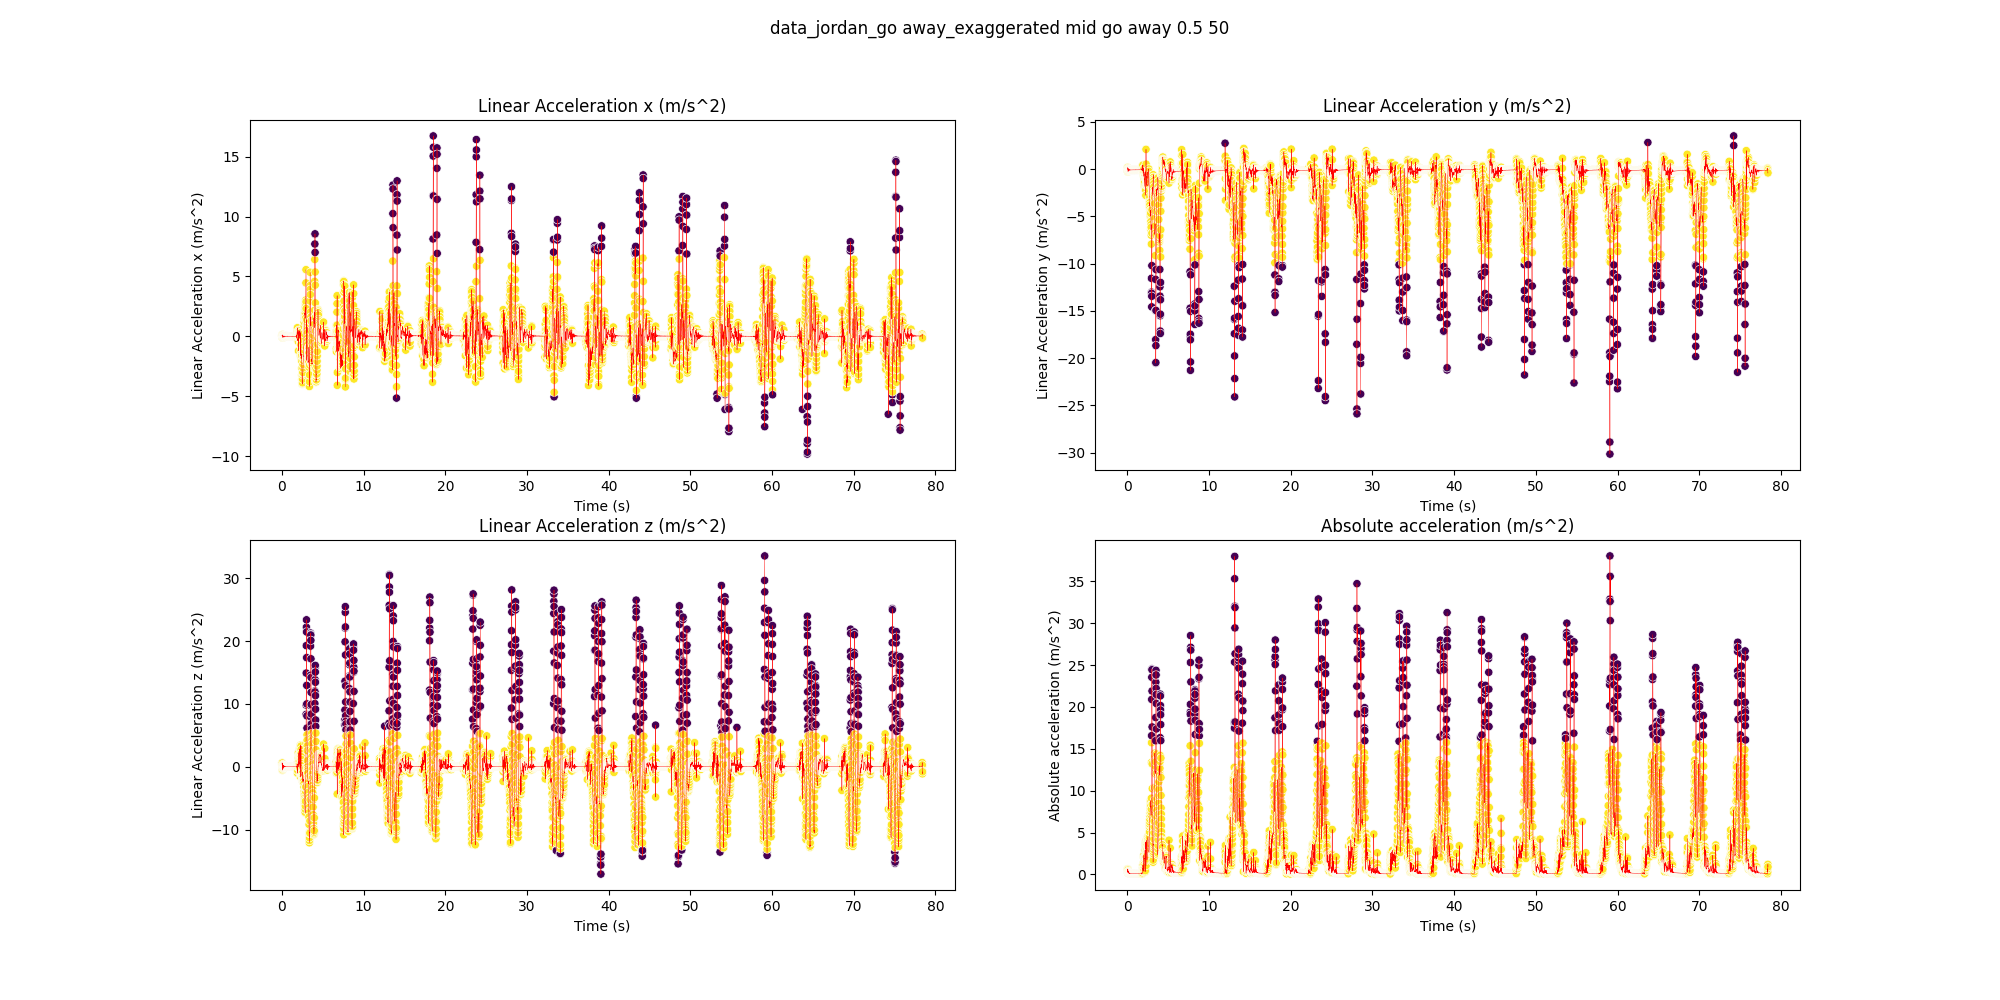 data_jordan_go away_exaggerated mid go away 0.5 50
Linear Acceleration x (m/s^2)
Linear Acceleration x (m/s^2)
15
10
5
0
−5
−10
0 10 20 30 40 50 60 70 80
Time (s)
Linear Acceleration y (m/s^2)
Linear Acceleration y (m/s^2)
5
0
−5
−10
−15
−20
−25
−30
0 10 20 30 40 50 60 70 80
Time (s)
Linear Acceleration z (m/s^2)
Linear Acceleration z (m/s^2)
30
20
10
0
−10
0 10 20 30 40 50 60 70 80
Time (s)
Absolute acceleration (m/s^2)
Absolute acceleration (m/s^2)
35
30
25
20
15
10
5
0
0 10 20 30 40 50 60 70 80
Time (s)